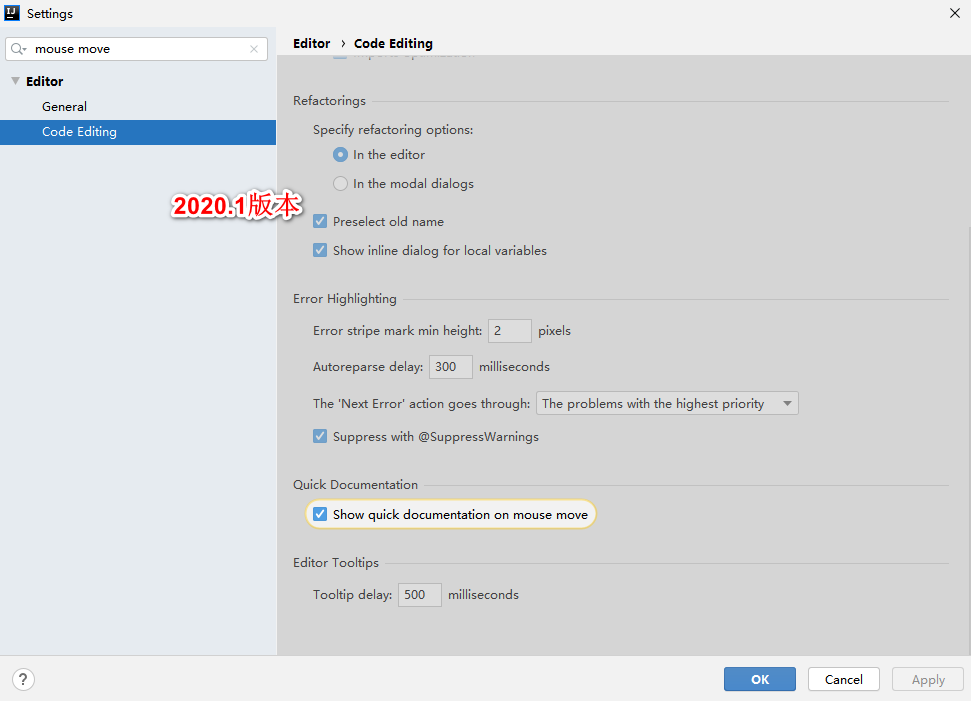 Settings
mouse move
Editor › Code Editing
Editor
General
Code Editing
Refactorings
Specify refactoring options:
In the editor
In the modal dialogs
2020.1版本
Preselect old name
Show inline dialog for local variables
Error Highlighting
Error stripe mark min height: 2 pixels
Autoreparse delay: 300 milliseconds
The 'Next Error' action goes through: The problems with the highest priority
Suppress with @SuppressWarnings
Quick Documentation
Show quick documentation on mouse move
Editor Tooltips
Tooltip delay: 500 milliseconds
? OK Cancel Apply